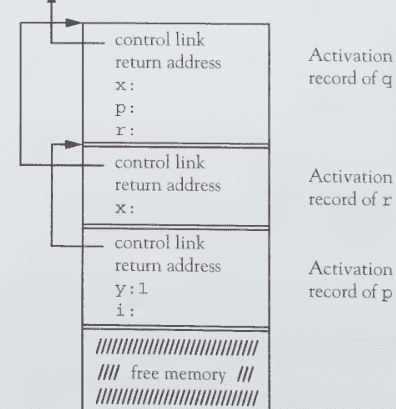 control link
return address
x:
p:
r:
Activation
record of q
control link
return address
x:
Activation
record of r
control link
return address
y:1
i:
Activation
record of p
free memory